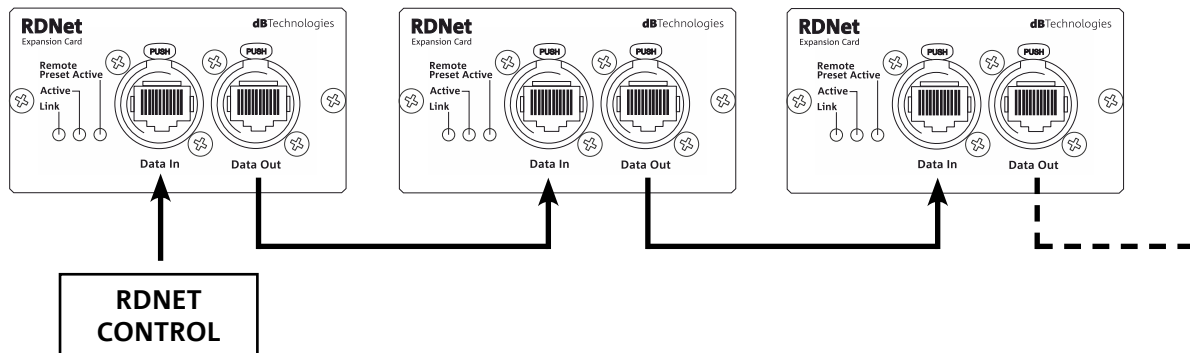 RDNet
dBTechnologies
Expansion Card
PUSH
PUSH
Remote
Preset Active
Active
Link
Data In
Data Out
RDNet
dBTechnologies
Expansion Card
PUSH
PUSH
Remote
Preset Active
Active
Link
Data In
Data Out
RDNet
dBTechnologies
Expansion Card
PUSH
PUSH
Remote
Preset Active
Active
Link
Data In
Data Out
RDNET
CONTROL